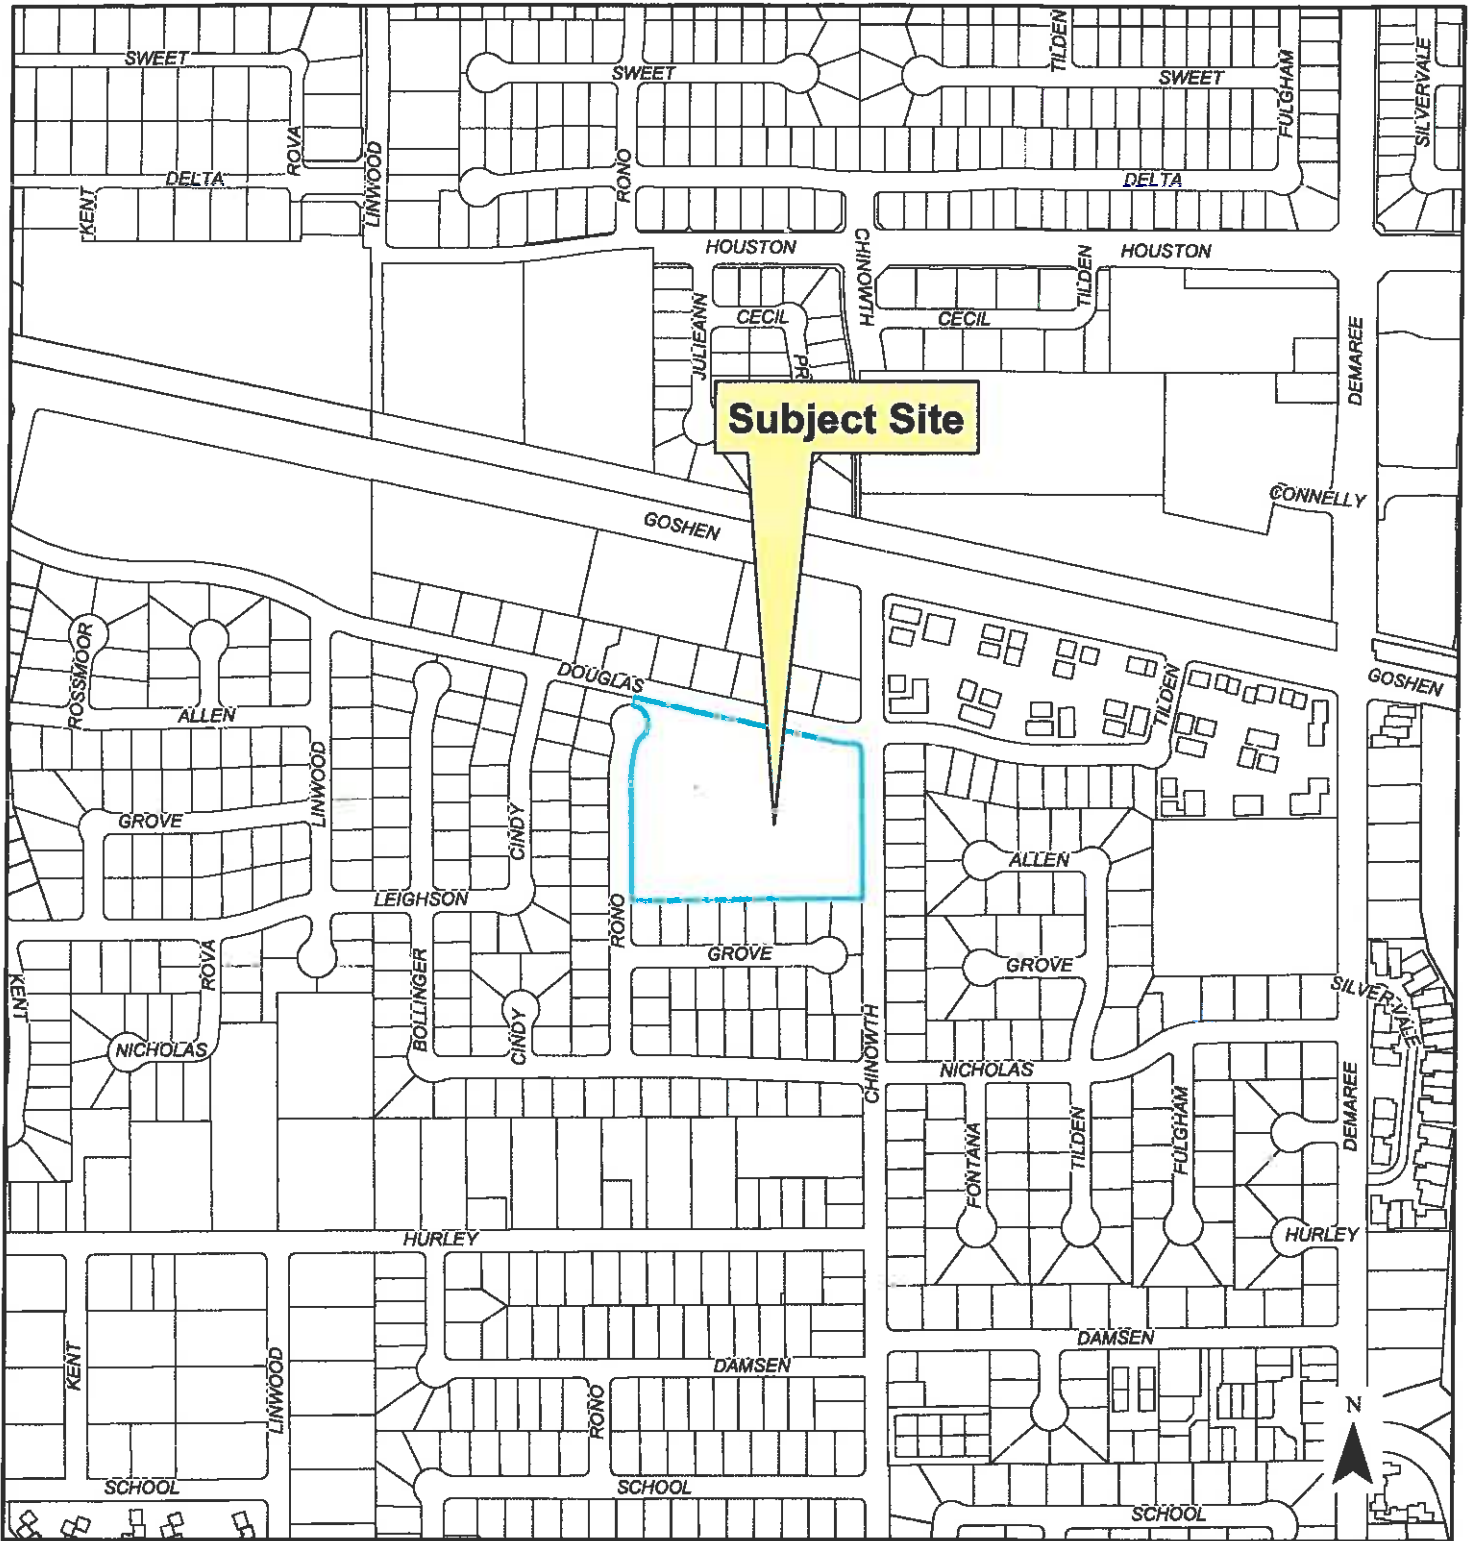 TILDEN
SWEET
SWEET
SWEET
FULGHAM
SILVERVALE
ROVA
LINWOOD
RONO
DELTA
DELTA
KENT
HOUSTON
CHINOWTH
HOUSTON
TILDEN
JULIEANN
CECIL
CECIL
PR
DEMAREE
Subject Site
CONNELLY
GOSHEN
ROSSMOOR
DOUGLAS
TILDEN
GOSHEN
ALLEN
LINWOOD
GROVE
CINDY
ALLEN
LEIGHSON
RONO
GROVE
GROVE
ROVA
BOLLINGER
KENT
SILVERVALE
CINDY
NICHOLAS
CHINOWTH
NICHOLAS
DEMAREE
FONTANA
TILDEN
FULGHAM
HURLEY
HURLEY
DAMSEN
KENT
LINWOOD
DAMSEN
RONO
N
SCHOOL
SCHOOL
SCHOOL